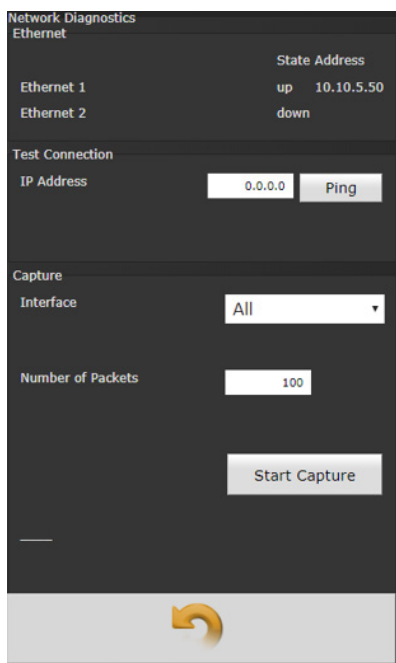 Network Diagnostics
Ethernet
State Address
Ethernet 1 up 10.10.5.50
Ethernet 2 down
Test Connection
IP Address 0.0.0.0 Ping
Capture
Interface All
Number of Packets 100
Start Capture